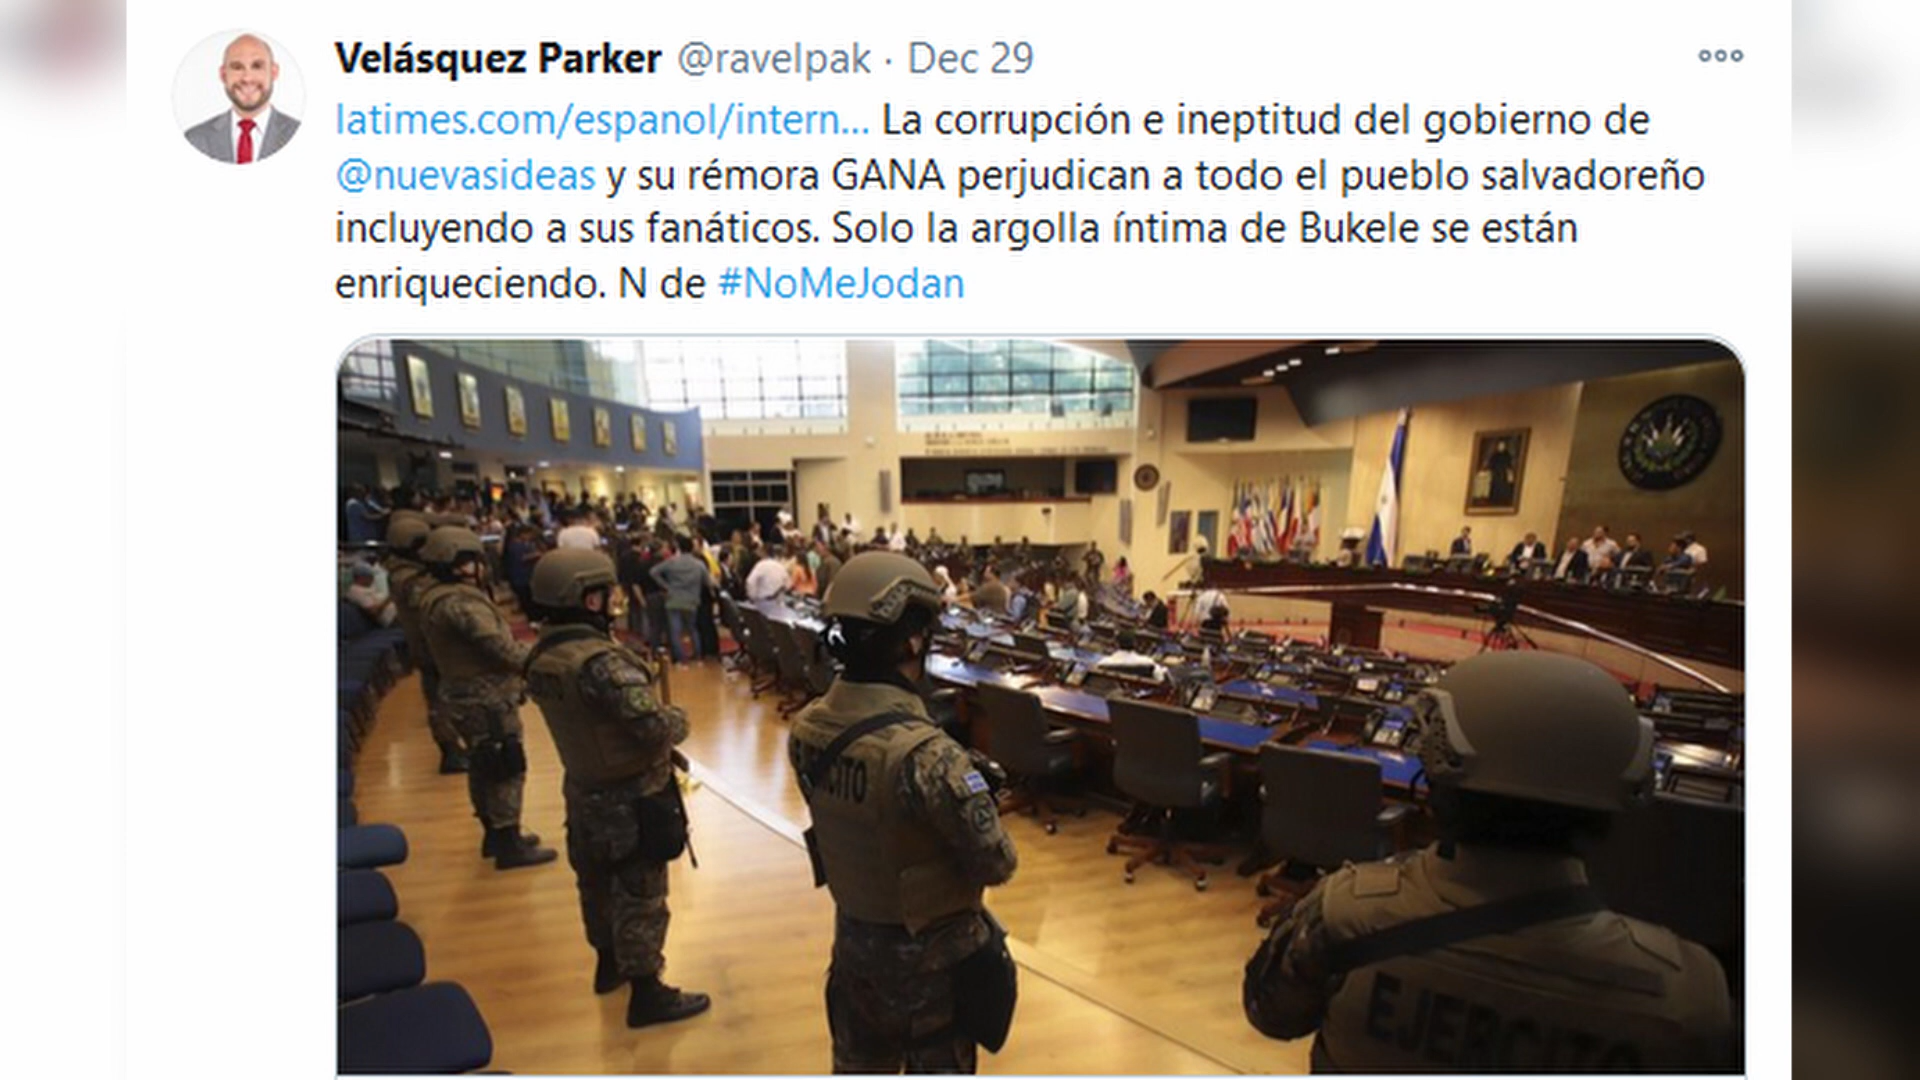 Velásquez Parker @ravelpak · Dec 29
latimes.com/espanol/intern... La corrupción e ineptitud del gobierno de
@nuevasideas y su rémora GANA perjudican a todo el pueblo salvadoreño
incluyendo a sus fanáticos. Solo la argolla íntima de Bukele se están
enriqueciendo. N de #NoMeJodan
EJERCITO